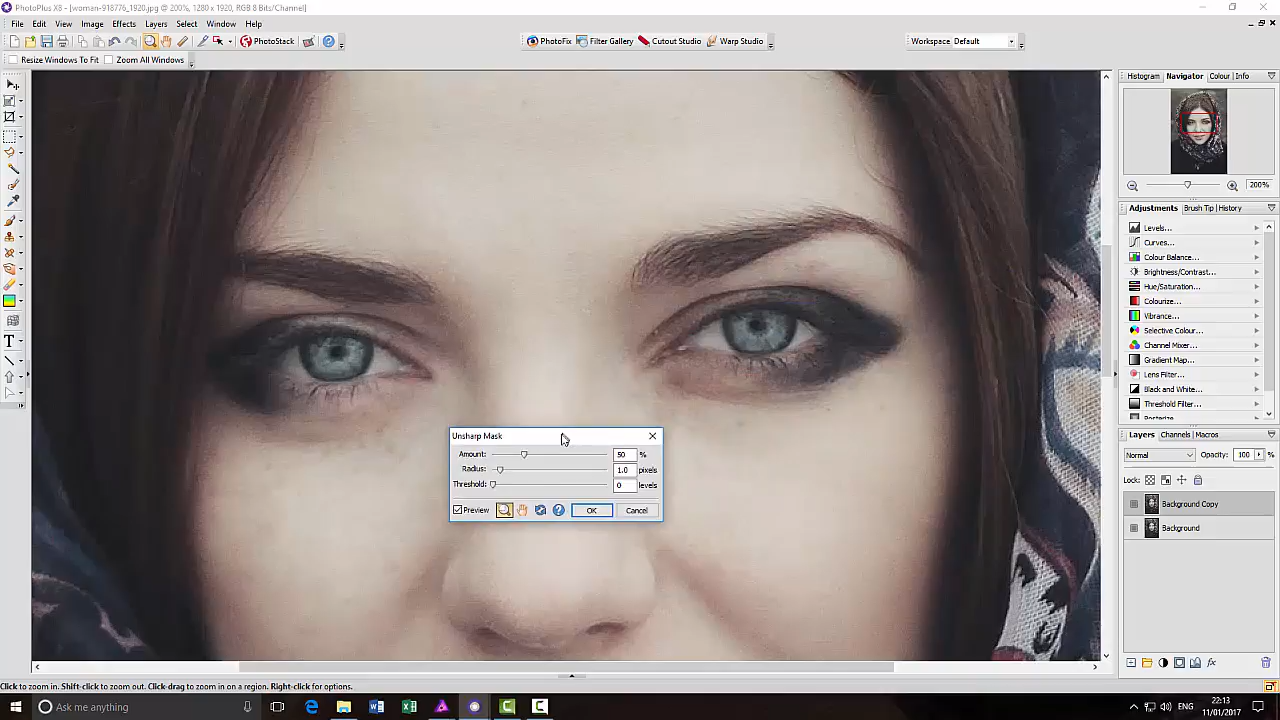 PhotoPlus X8 - [woman-918776_1920.jpg @ 200%, 1280 x 1920, RGB 8 Bits/Channel]
File Edit View Image Effects Layers Select Window Help
PhotoStack PhotoFix Filter Gallery Cutout Studio Warp Studio Workspace: Default
Resize Windows To Fit Zoom All Windows
Histogram Navigator Colour Info
200%
Adjustments Brush Tip History
Levels...
Curves...
Colour Balance...
Brightness/Contrast...
Hue/Saturation...
Colourize...
Vibrance...
Selective Colour...
Channel Mixer...
Gradient Map...
Lens Filter...
Black and White...
Threshold Filter...
Posterize
Layers Channels Macros
Normal Opacity: 100
Lock:
Background Copy
Background
Unsharp Mask
Amount: 50 %
Radius: 1.0 pixels
Threshold: 0 levels
Preview OK Cancel
Click to zoom in. Shift-click to zoom out. Click-drag to zoom in on a region. Right-click for options.
Ask me anything
ENG
22:13
11/01/2017